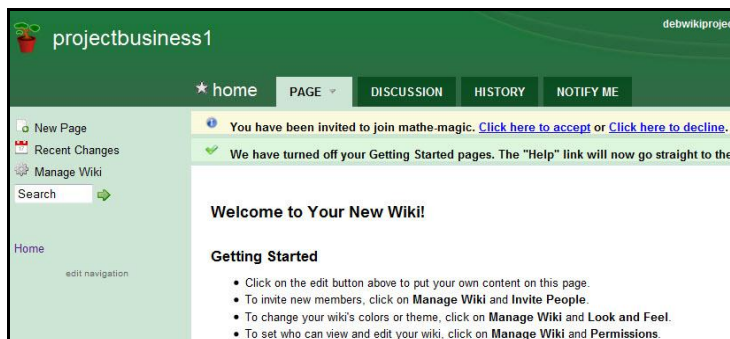 debwikiprojec
projectbusiness1
home PAGE DISCUSSION HISTORY NOTIFY ME
New Page
Recent Changes
Manage Wiki
Search
Home
edit navigation
You have been invited to join mathe-magic. Click here to accept or Click here to decline.
We have turned off your Getting Started pages. The "Help" link will now go straight to the
Welcome to Your New Wiki!
Getting Started
• Click on the edit button above to put your own content on this page.
• To invite new members, click on Manage Wiki and Invite People.
• To change your wiki's colors or theme, click on Manage Wiki and Look and Feel.
• To set who can view and edit your wiki, click on Manage Wiki and Permissions.